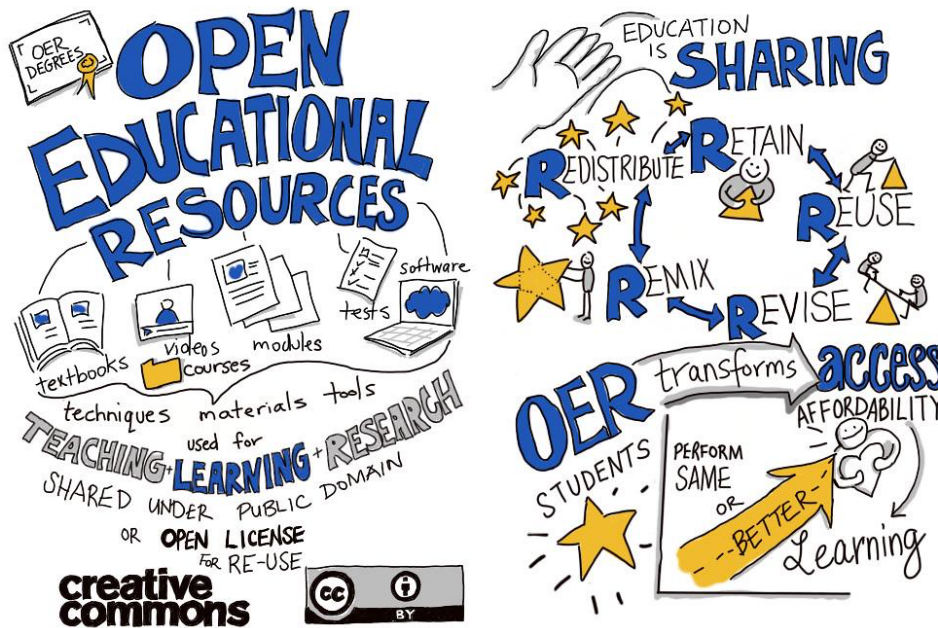 OER
DEGREES
OPEN
EDUCATIONAL
RESOURCES
textbooks
videos
courses
modules
tests
software
techniques materials tools
used for
TEACHING + LEARNING + RESEARCH
SHARED UNDER PUBLIC DOMAIN
OR OPEN LICENSE
FOR RE-USE
creative
commons
cc
BY
EDUCATION
IS
SHARING
REDISTRIBUTE
RETAIN
REUSE
REVISE
REMIX
OER transforms access
AFFORDABILITY
STUDENTS
PERFORM
SAME
OR
BETTER
Learning